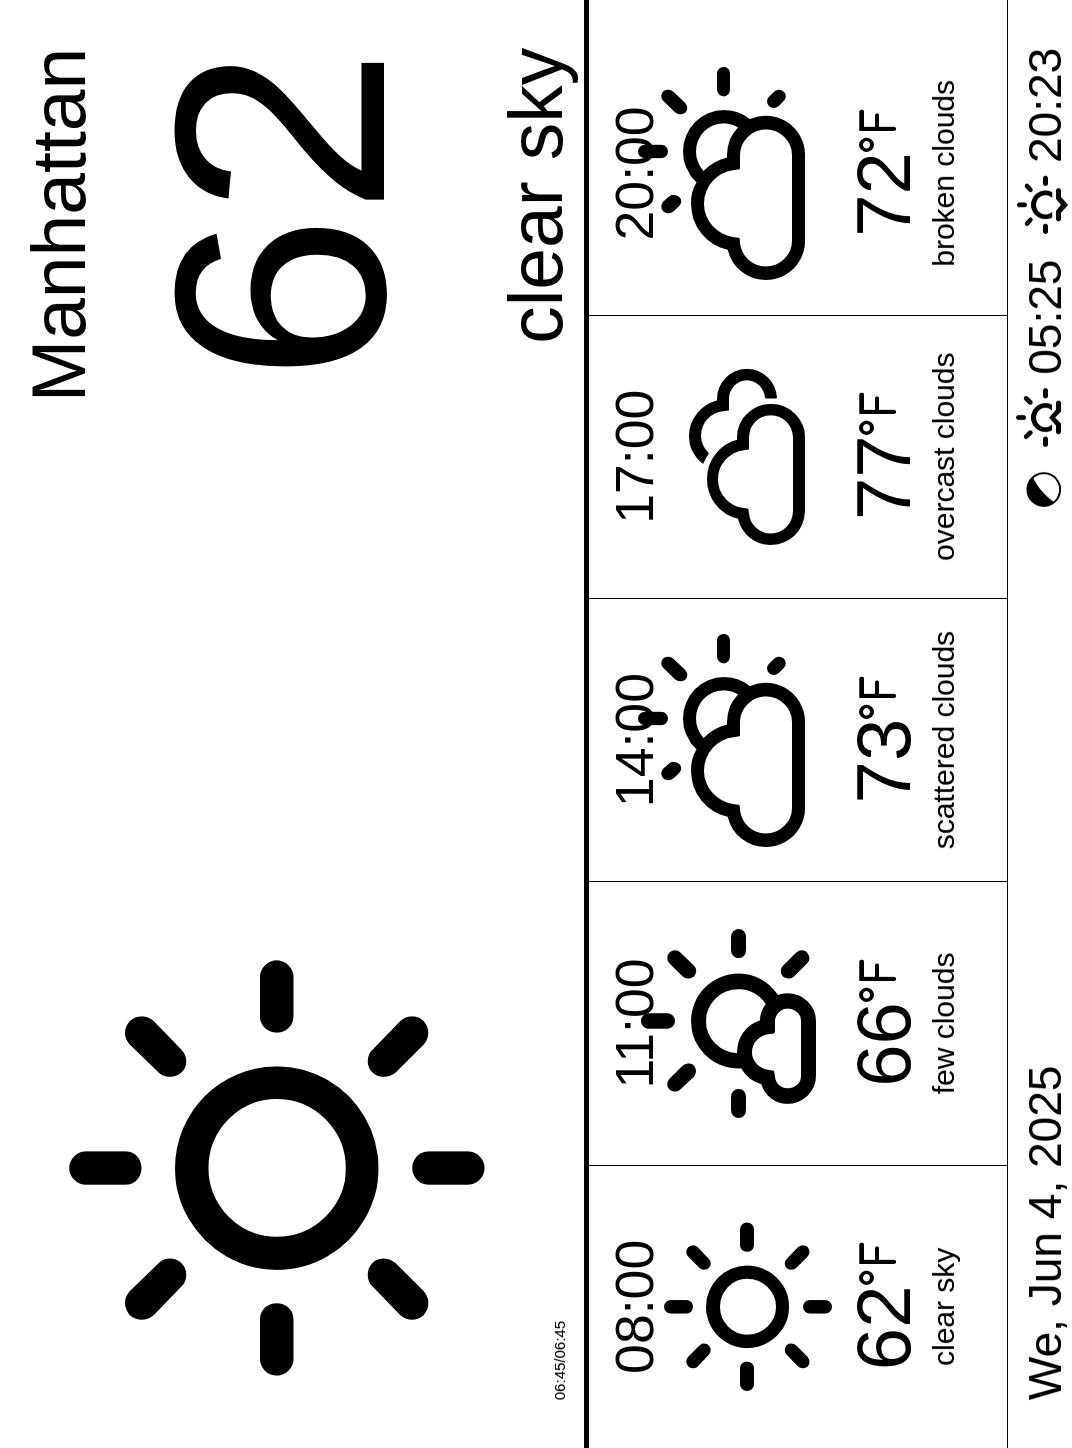 Manhattan
62
clear sky
06:45/06:45
08:00
62°F
clear sky
11:00
66°F
few clouds
14:00
73°F
scattered clouds
17:00
77°F
overcast clouds
20:00
72°F
broken clouds
We, Jun 4, 2025
05:25
20:23